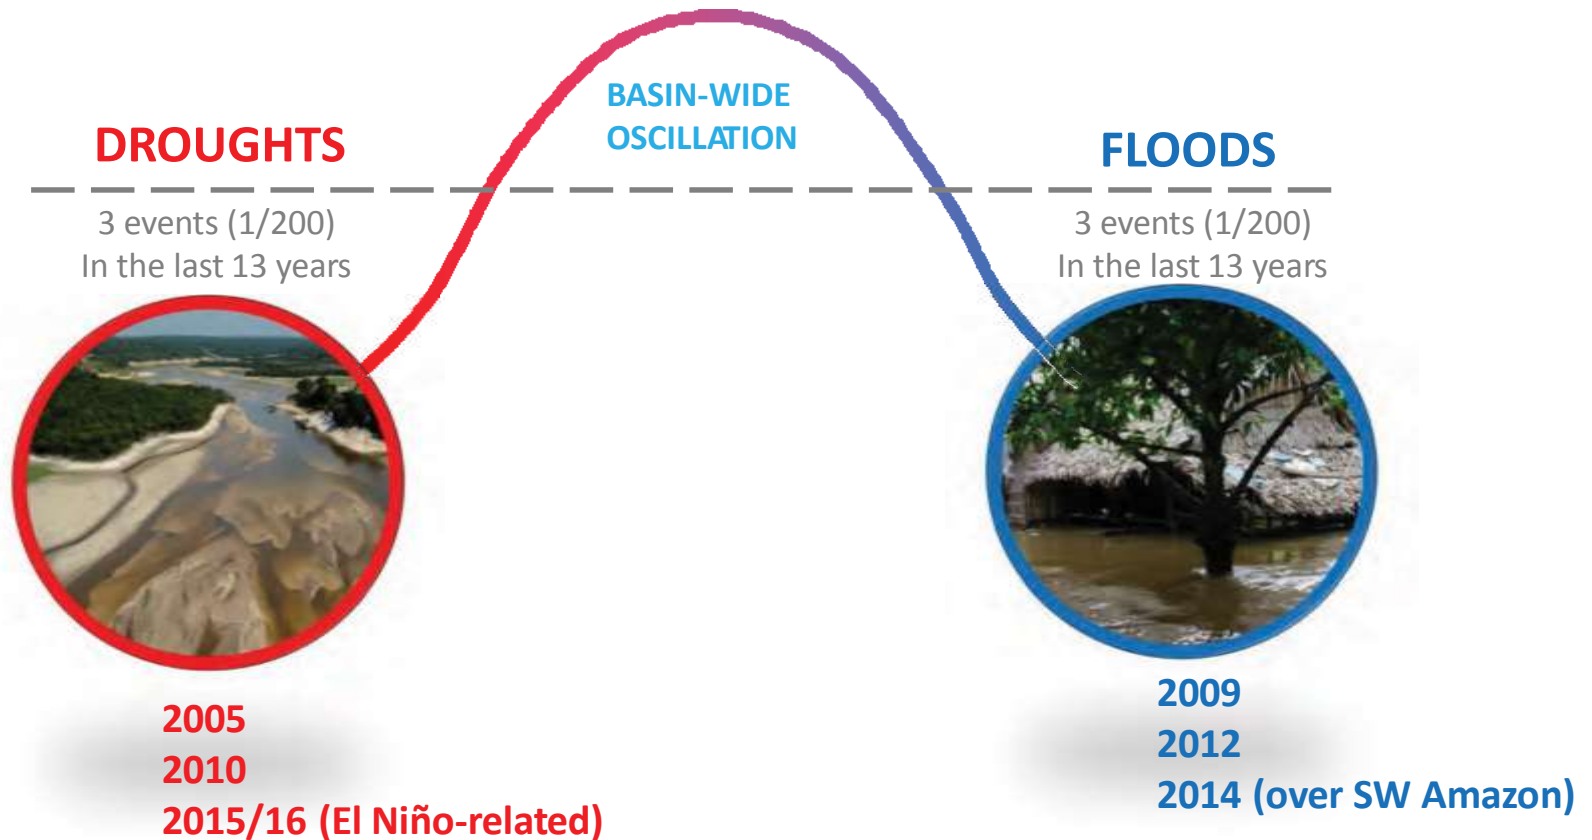 BASIN-WIDE
OSCILLATION
DROUGHTS
3 events (1/200)
In the last 13 years
2005
2010
2015/16 (El Niño-related)
FLOODS
3 events (1/200)
In the last 13 years
2009
2012
2014 (over SW Amazon)